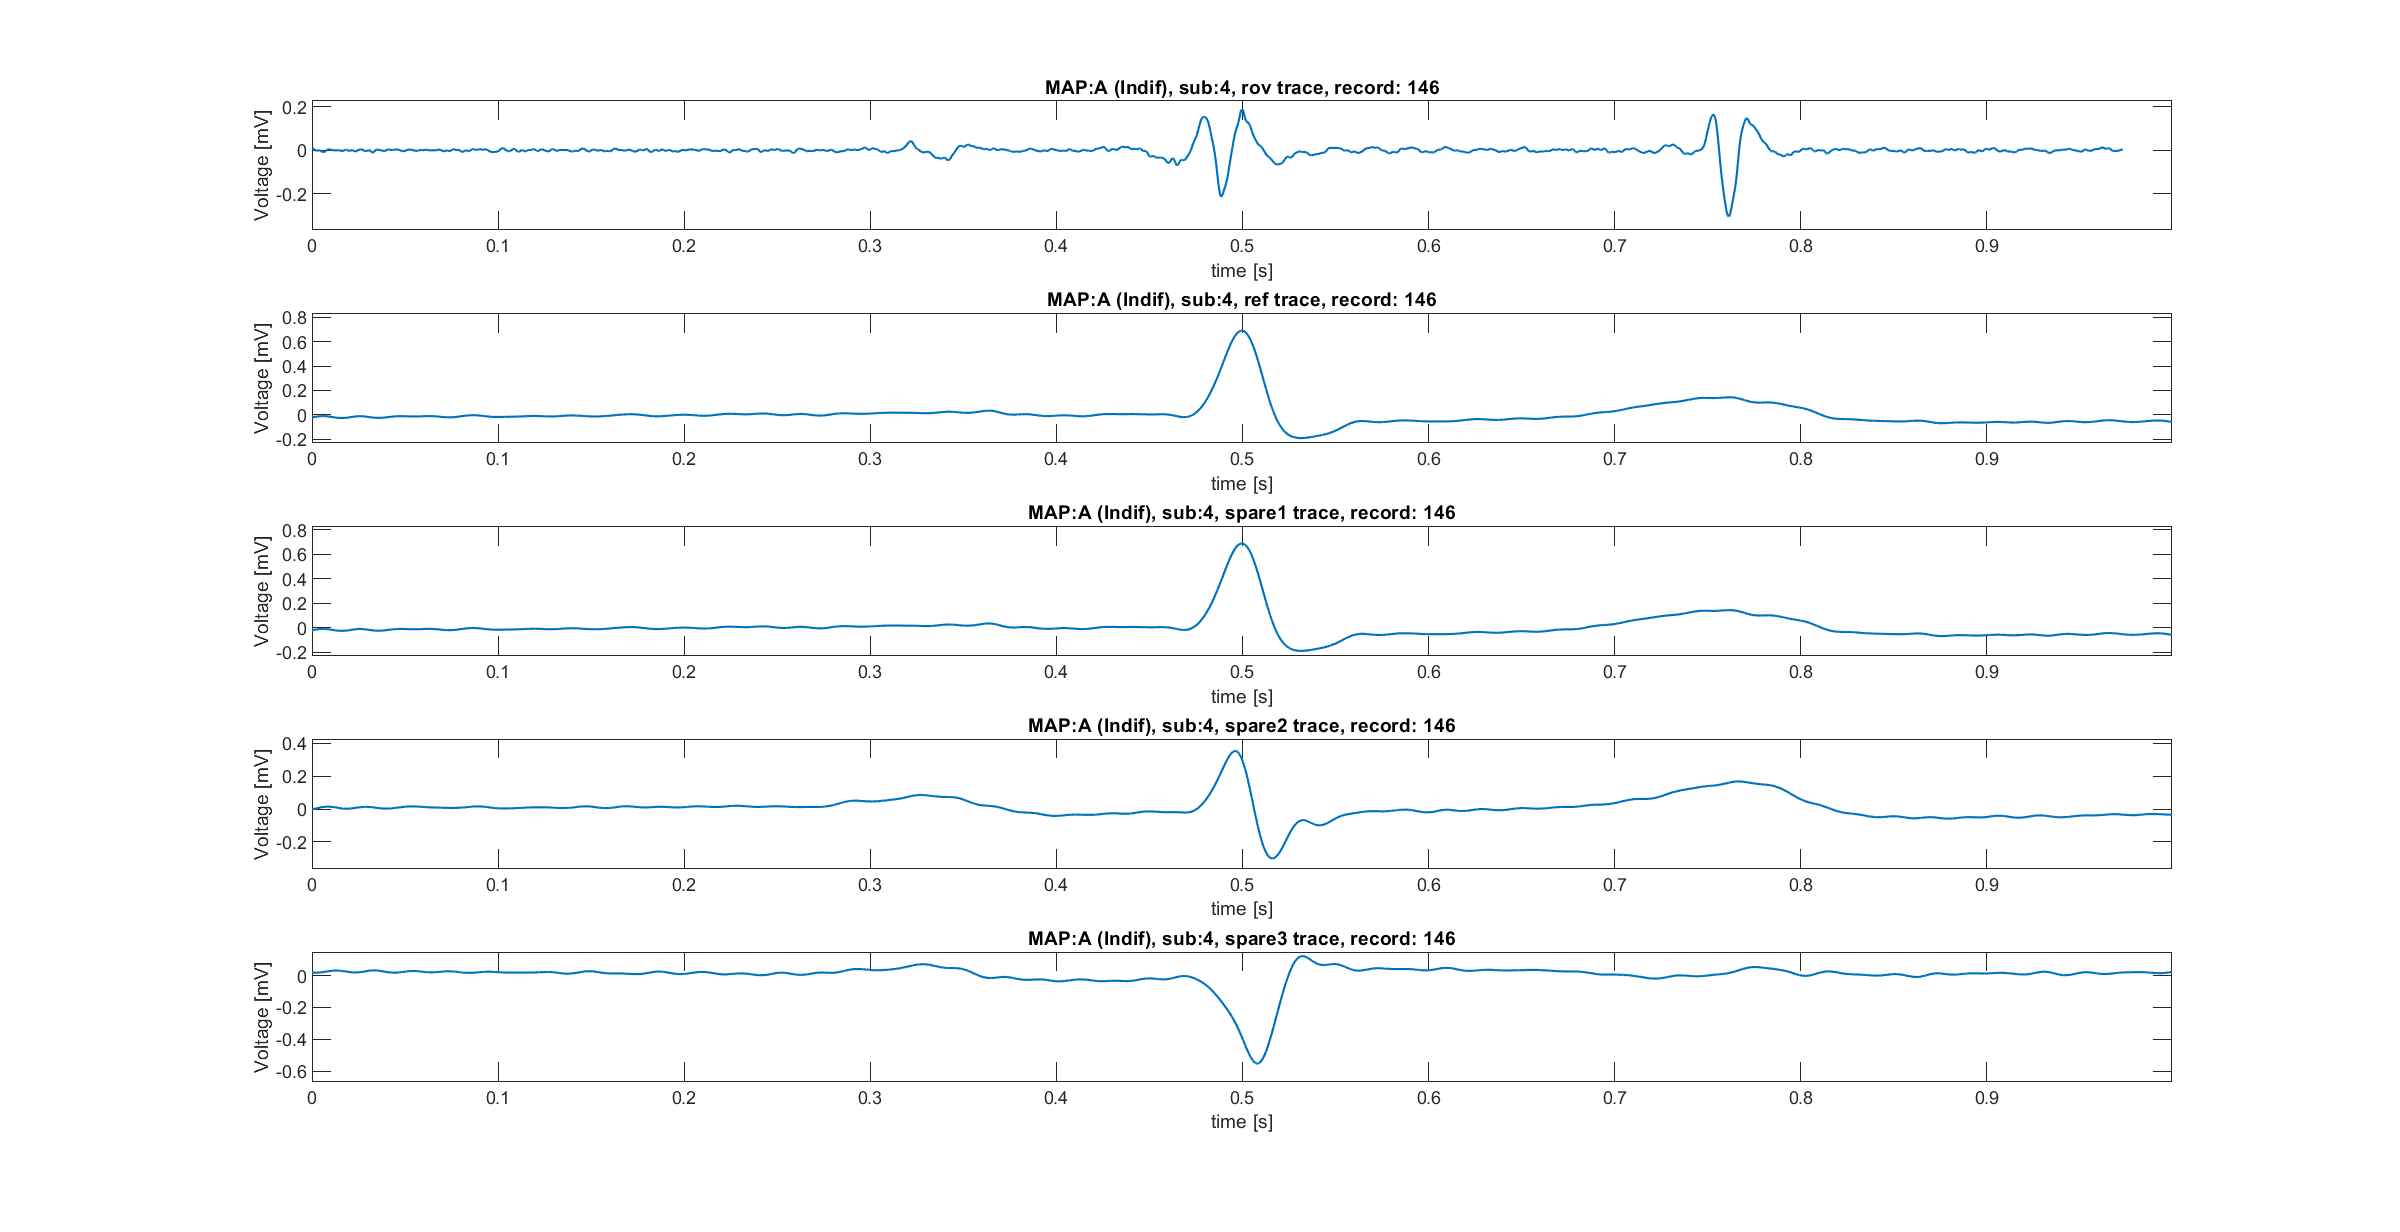 MAP:A (Indif), sub:4, rov trace, record: 146
Voltage [mV]
0.2
0
-0.2
0 0.1 0.2 0.3 0.4 0.5 0.6 0.7 0.8 0.9
time [s]
MAP:A (Indif), sub:4, ref trace, record: 146
Voltage [mV]
0.8
0.6
0.4
0.2
0
-0.2
0 0.1 0.2 0.3 0.4 0.5 0.6 0.7 0.8 0.9
time [s]
MAP:A (Indif), sub:4, spare1 trace, record: 146
Voltage [mV]
0.8
0.6
0.4
0.2
0
-0.2
0 0.1 0.2 0.3 0.4 0.5 0.6 0.7 0.8 0.9
time [s]
MAP:A (Indif), sub:4, spare2 trace, record: 146
Voltage [mV]
0.4
0.2
0
-0.2
0 0.1 0.2 0.3 0.4 0.5 0.6 0.7 0.8 0.9
time [s]
MAP:A (Indif), sub:4, spare3 trace, record: 146
Voltage [mV]
0
-0.2
-0.4
-0.6
0 0.1 0.2 0.3 0.4 0.5 0.6 0.7 0.8 0.9
time [s]